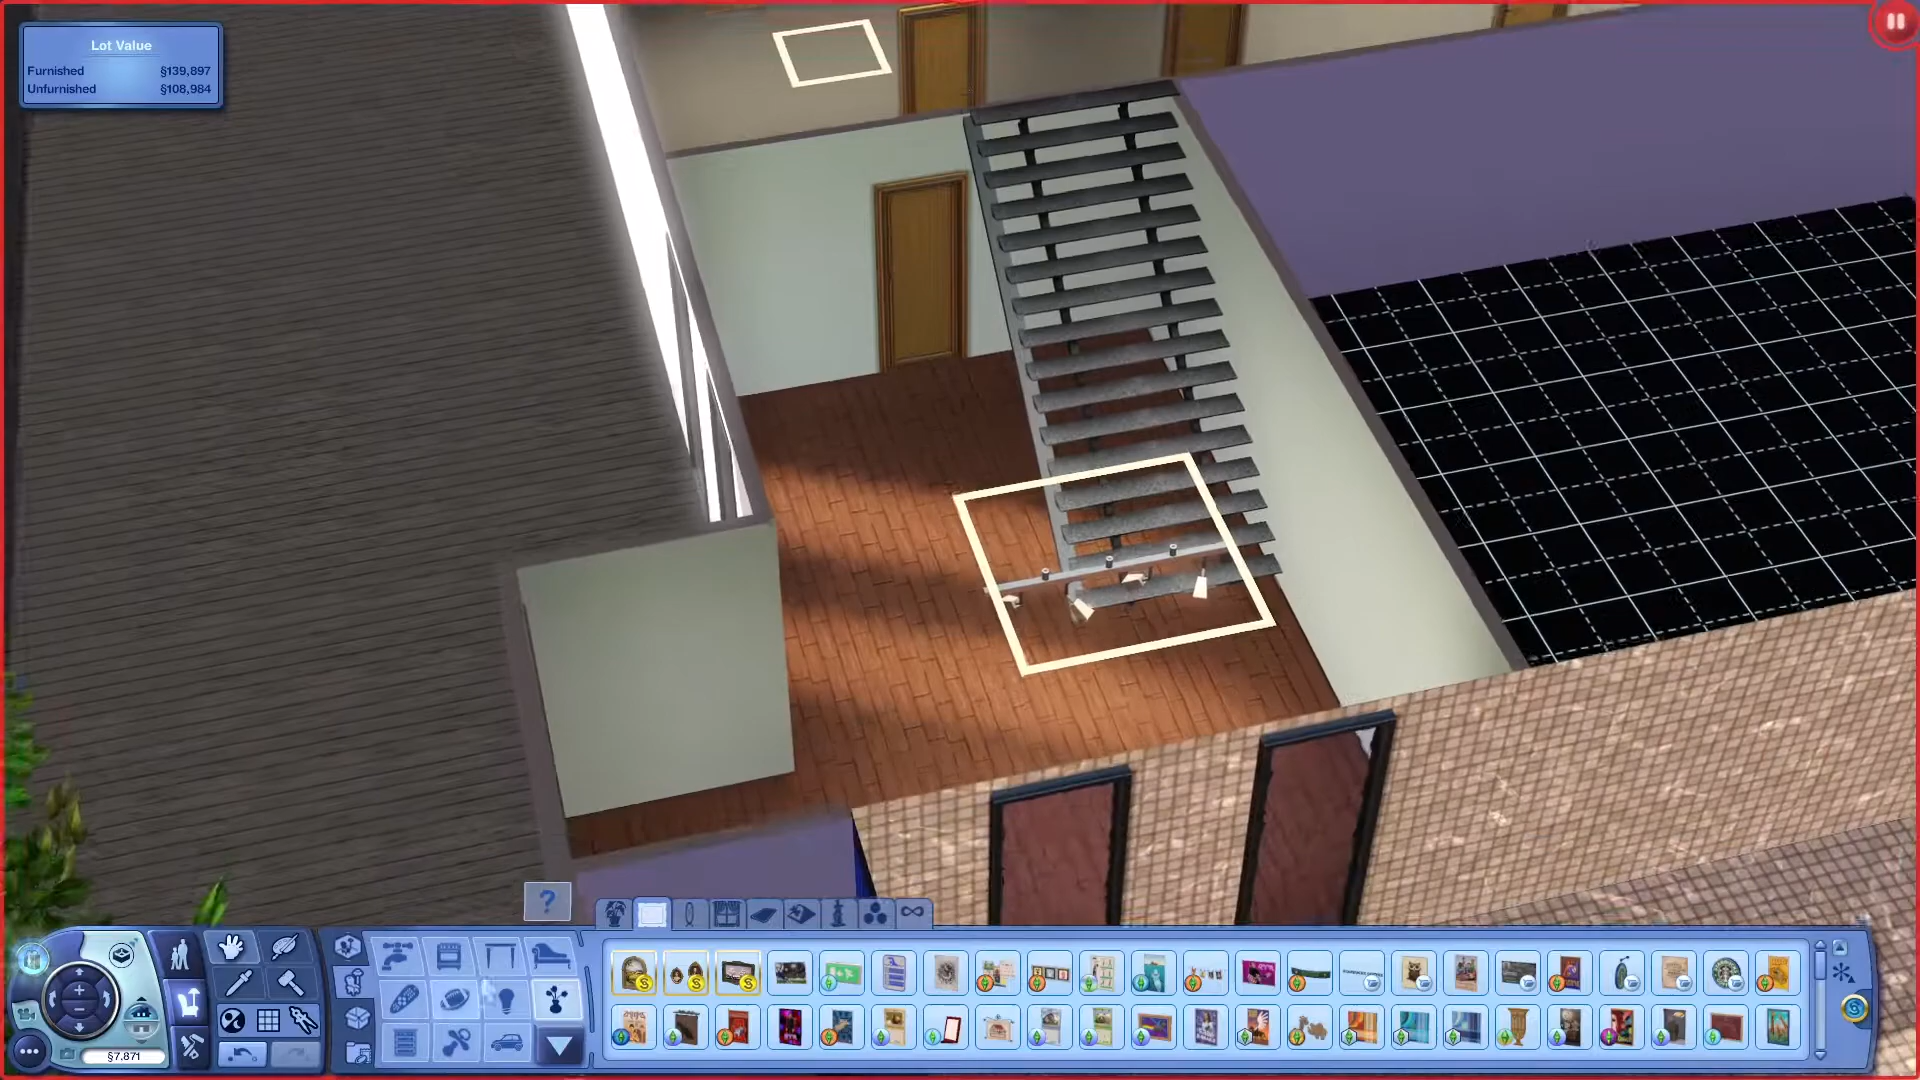 Lot Value
Furnished §139,897
Unfurnished §108,984
?
§7,871